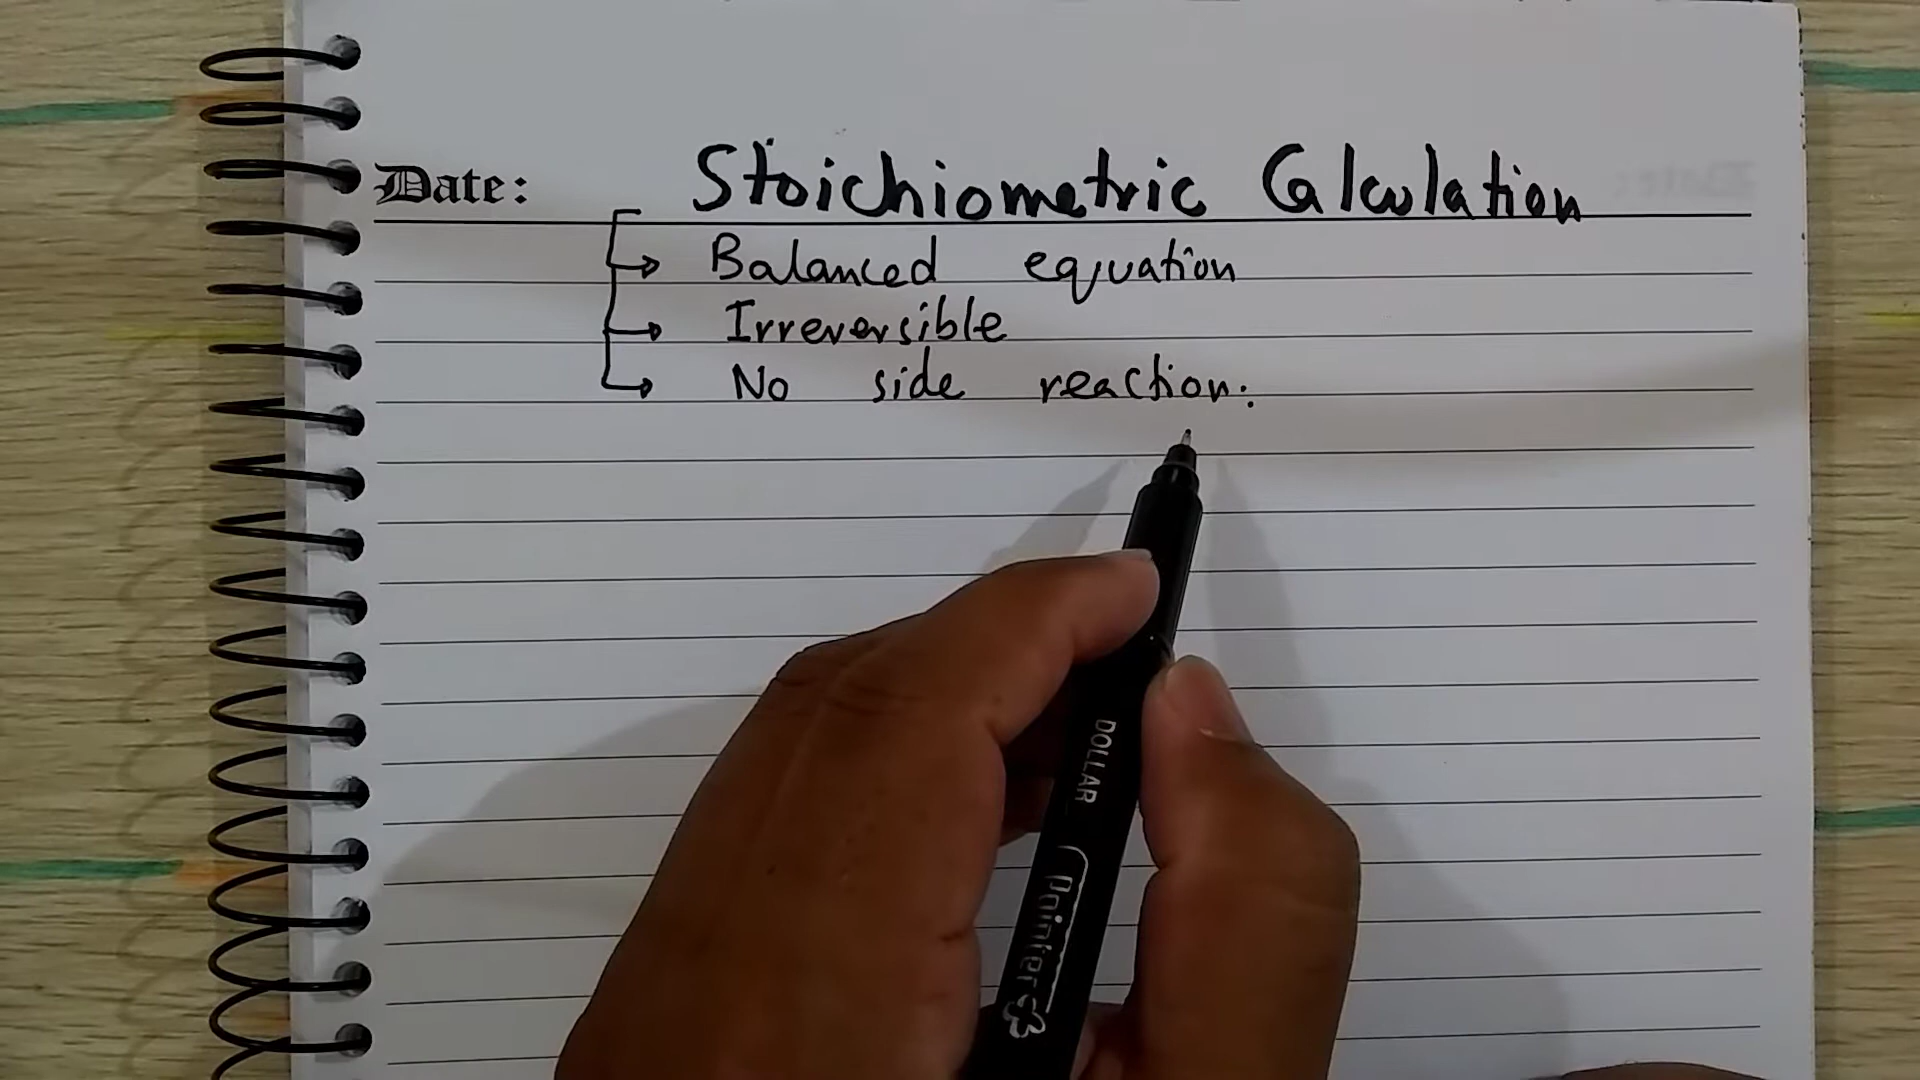 Date: Stoichiometric Calculation
Balanced equation
Irreversible
No side reaction.
DOLLAR Pointer